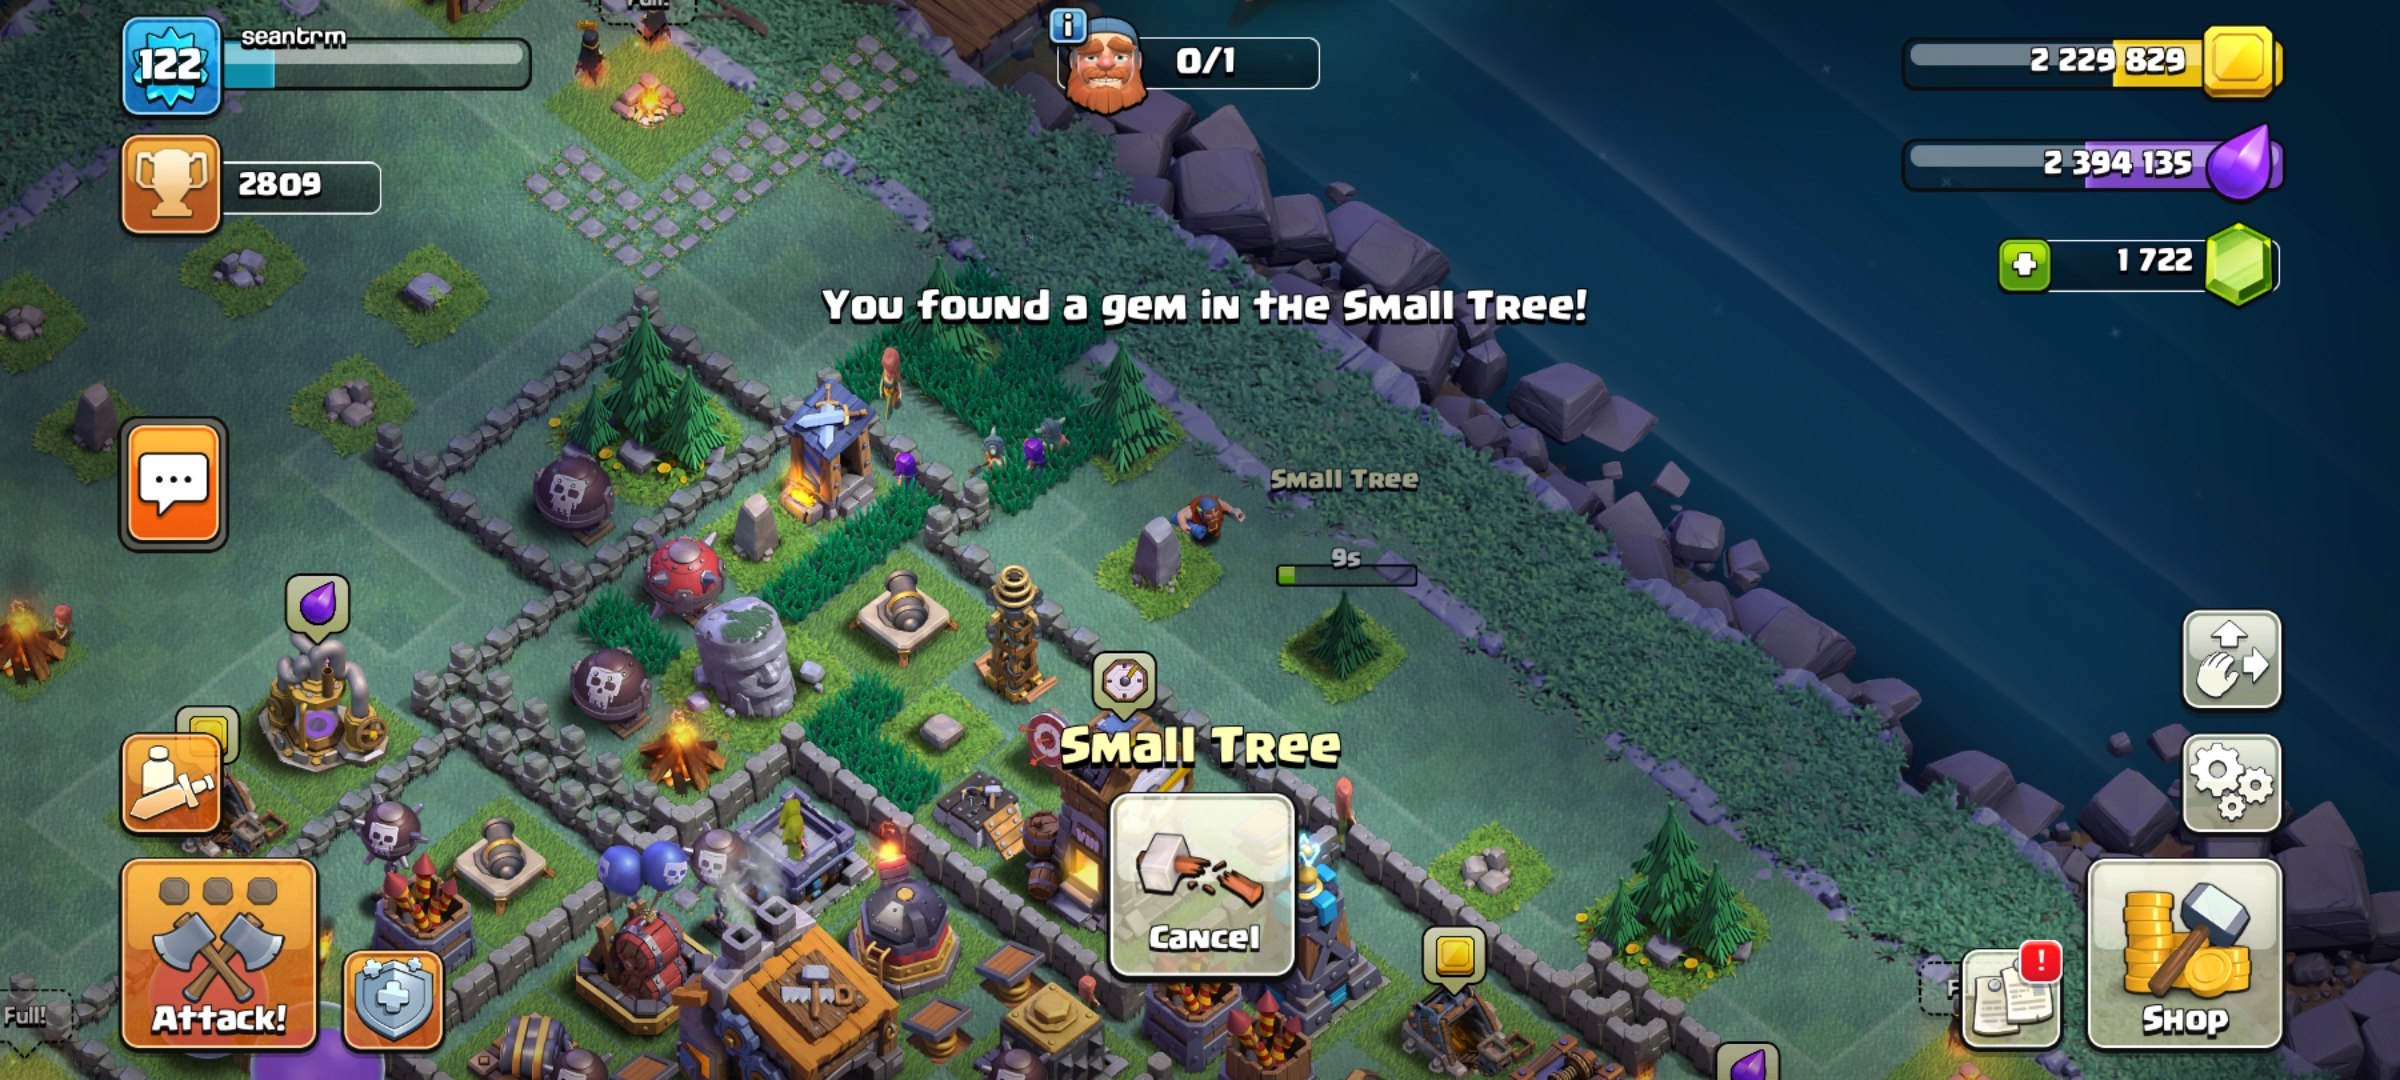 Full!
122
seantrm
0/1
2 229 829
2809
2 394 135
1 722
You found a gem in the Small Tree!
Small Tree
9s
Small Tree
Cancel
Full!
Attack!
!
F
Shop